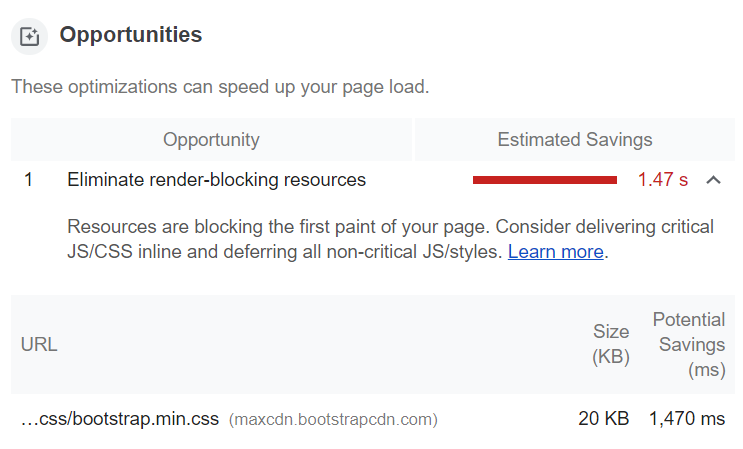 Opportunities
These optimizations can speed up your page load.
Opportunity Estimated Savings
1 Eliminate render-blocking resources 1.47 s
Resources are blocking the first paint of your page. Consider delivering critical
JS/CSS inline and deferring all non-critical JS/styles. Learn more.
URL Size (KB) Potential Savings (ms)
…css/bootstrap.min.css (maxcdn.bootstrapcdn.com) 20 KB 1,470 ms